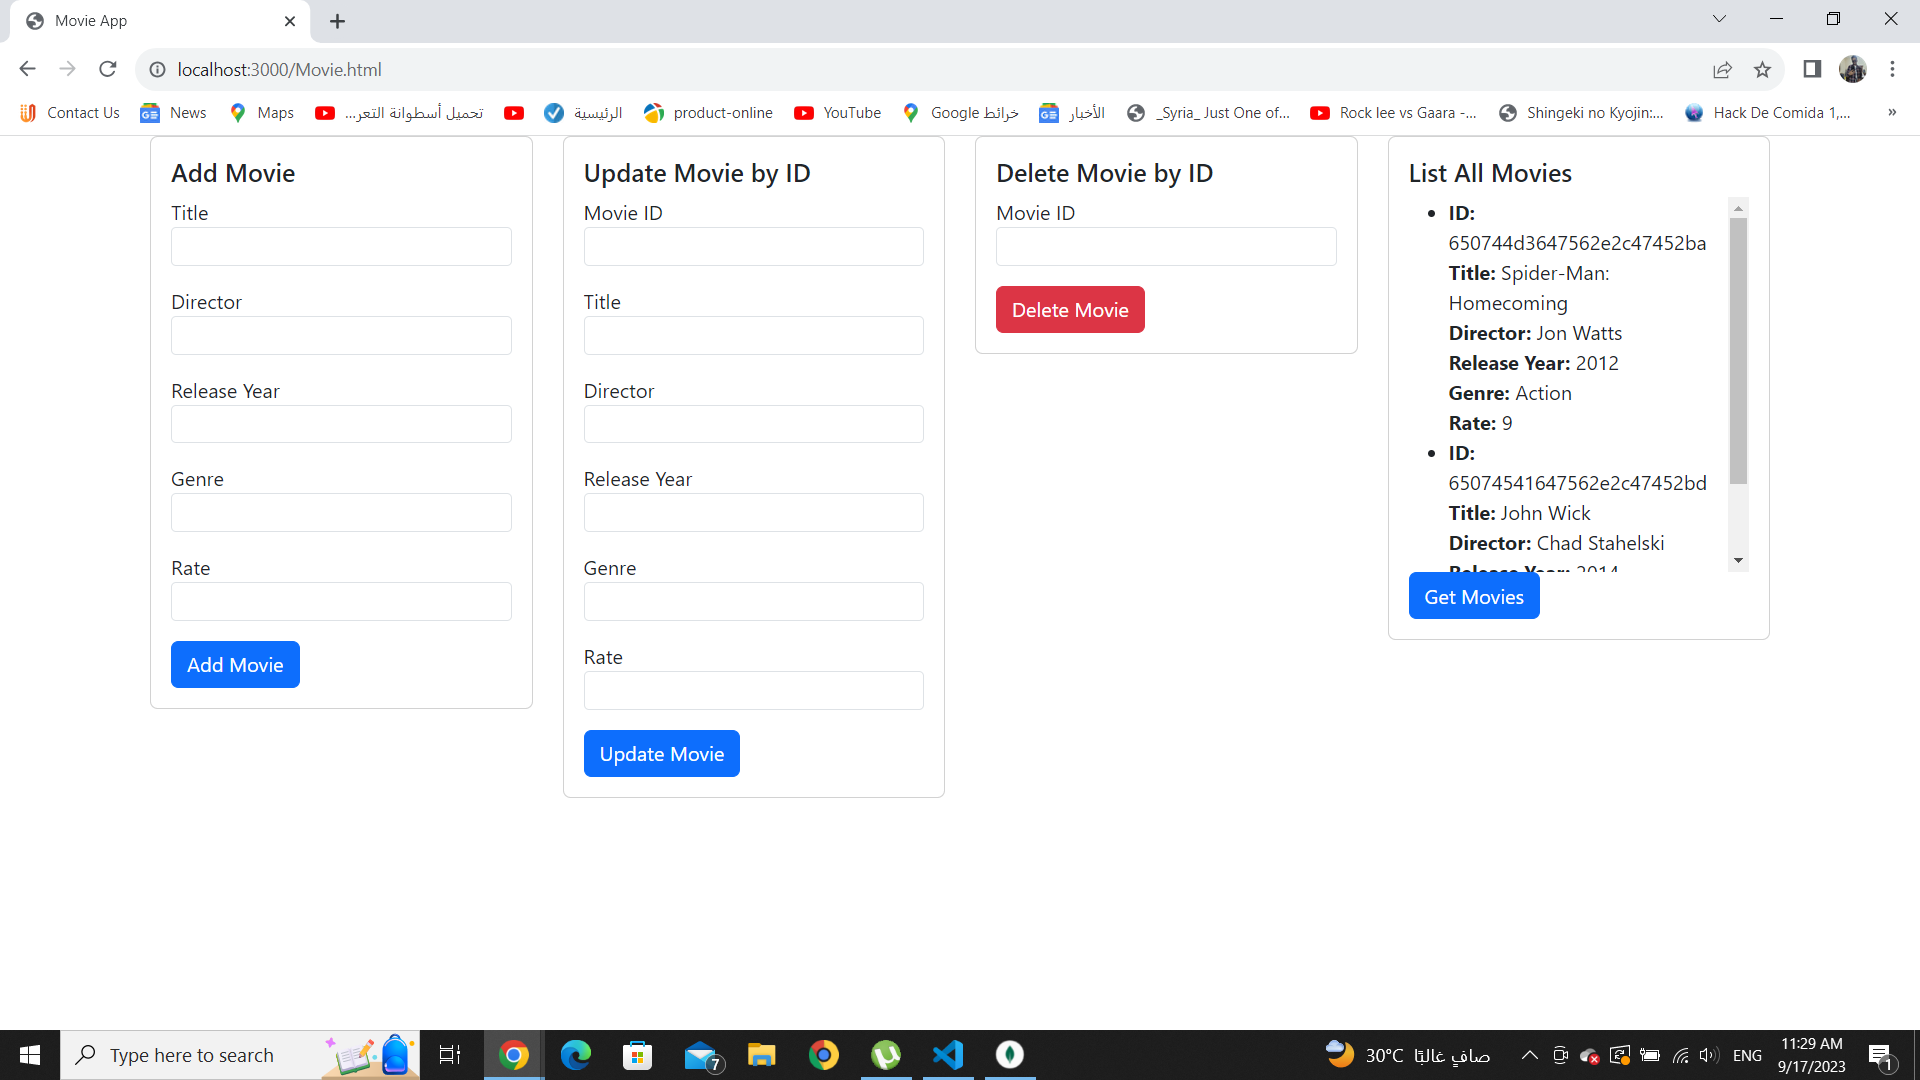 Movie App
localhost:3000/Movie.html
Contact Us
News
Maps
تحميل أسطوانة التعر...
الرئيسية
product-online
YouTube
خرائط Google
الأخبار
_Syria_ Just One of...
Rock lee vs Gaara -...
Shingeki no Kyojin:...
Hack De Comida 1,...
»
Add Movie
Title
Director
Release Year
Genre
Rate
Add Movie
Update Movie by ID
Movie ID
Title
Director
Release Year
Genre
Rate
Update Movie
Delete Movie by ID
Movie ID
Delete Movie
List All Movies
• ID:
650744d3647562e2c47452ba
Title: Spider-Man:
Homecoming
Director: Jon Watts
Release Year: 2012
Genre: Action
Rate: 9
• ID:
65074541647562e2c47452bd
Title: John Wick
Director: Chad Stahelski
Release Year: 2014
Get Movies
Type here to search
7
30°C صافٍ غالبًا
ENG
11:29 AM
9/17/2023
1